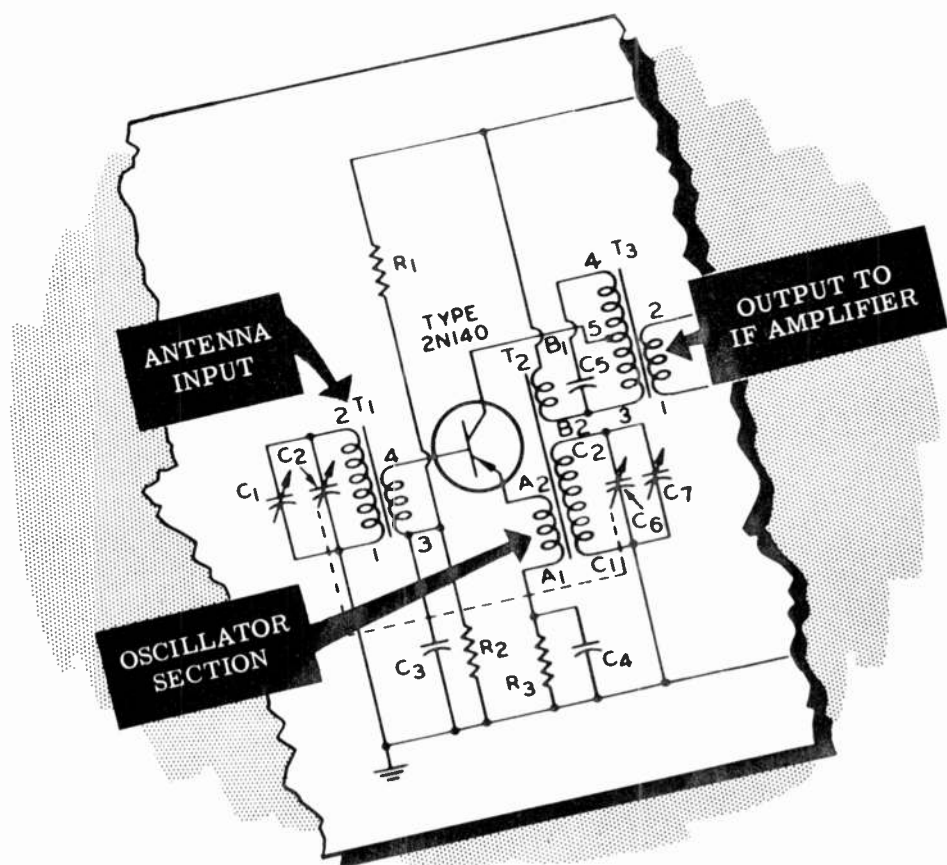 R1
TYPE
2N140
ANTENNA
INPUT
OUTPUT TO
IF AMPLIFIER
4
T3
5
2
B1
T2
C5
1
3
B2
2
T1
C2
C1
4
A2
C2
C7
C6
1
3
A1
C1
OSCILLATOR
SECTION
C3
R2
R3
C4